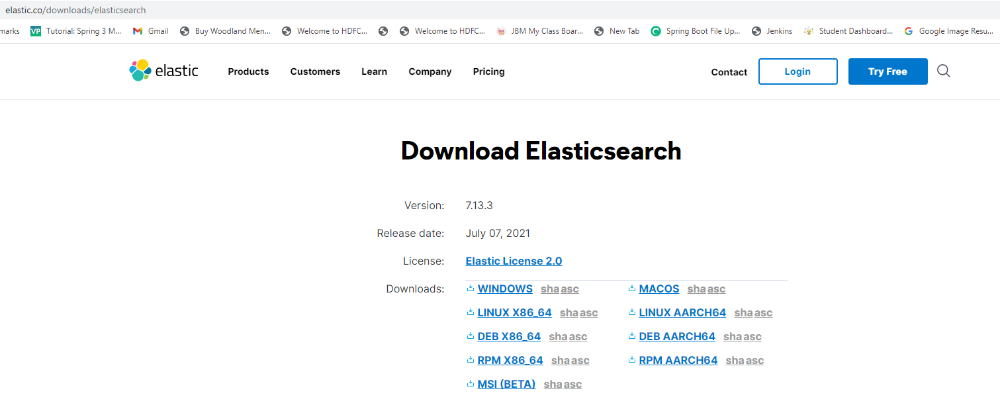 elastic.co/downloads/elasticsearch
marks VP Tutorial: Spring 3 M... Gmail Buy Woodland Men... Welcome to HDFC... Welcome to HDFC... JBM JBM My Class Boar... New Tab Spring Boot File Up... Jenkins Student Dashboard... Google Image Resu...
elastic Products Customers Learn Company Pricing Contact Login Try Free
Download Elasticsearch
Version: 7.13.3
Release date: July 07, 2021
License: Elastic License 2.0
Downloads: WINDOWS sha asc MACOS sha asc
LINUX X86_64 sha asc LINUX AARCH64 sha asc
DEB X86_64 sha asc DEB AARCH64 sha asc
RPM X86_64 sha asc RPM AARCH64 sha asc
MSI (BETA) sha asc